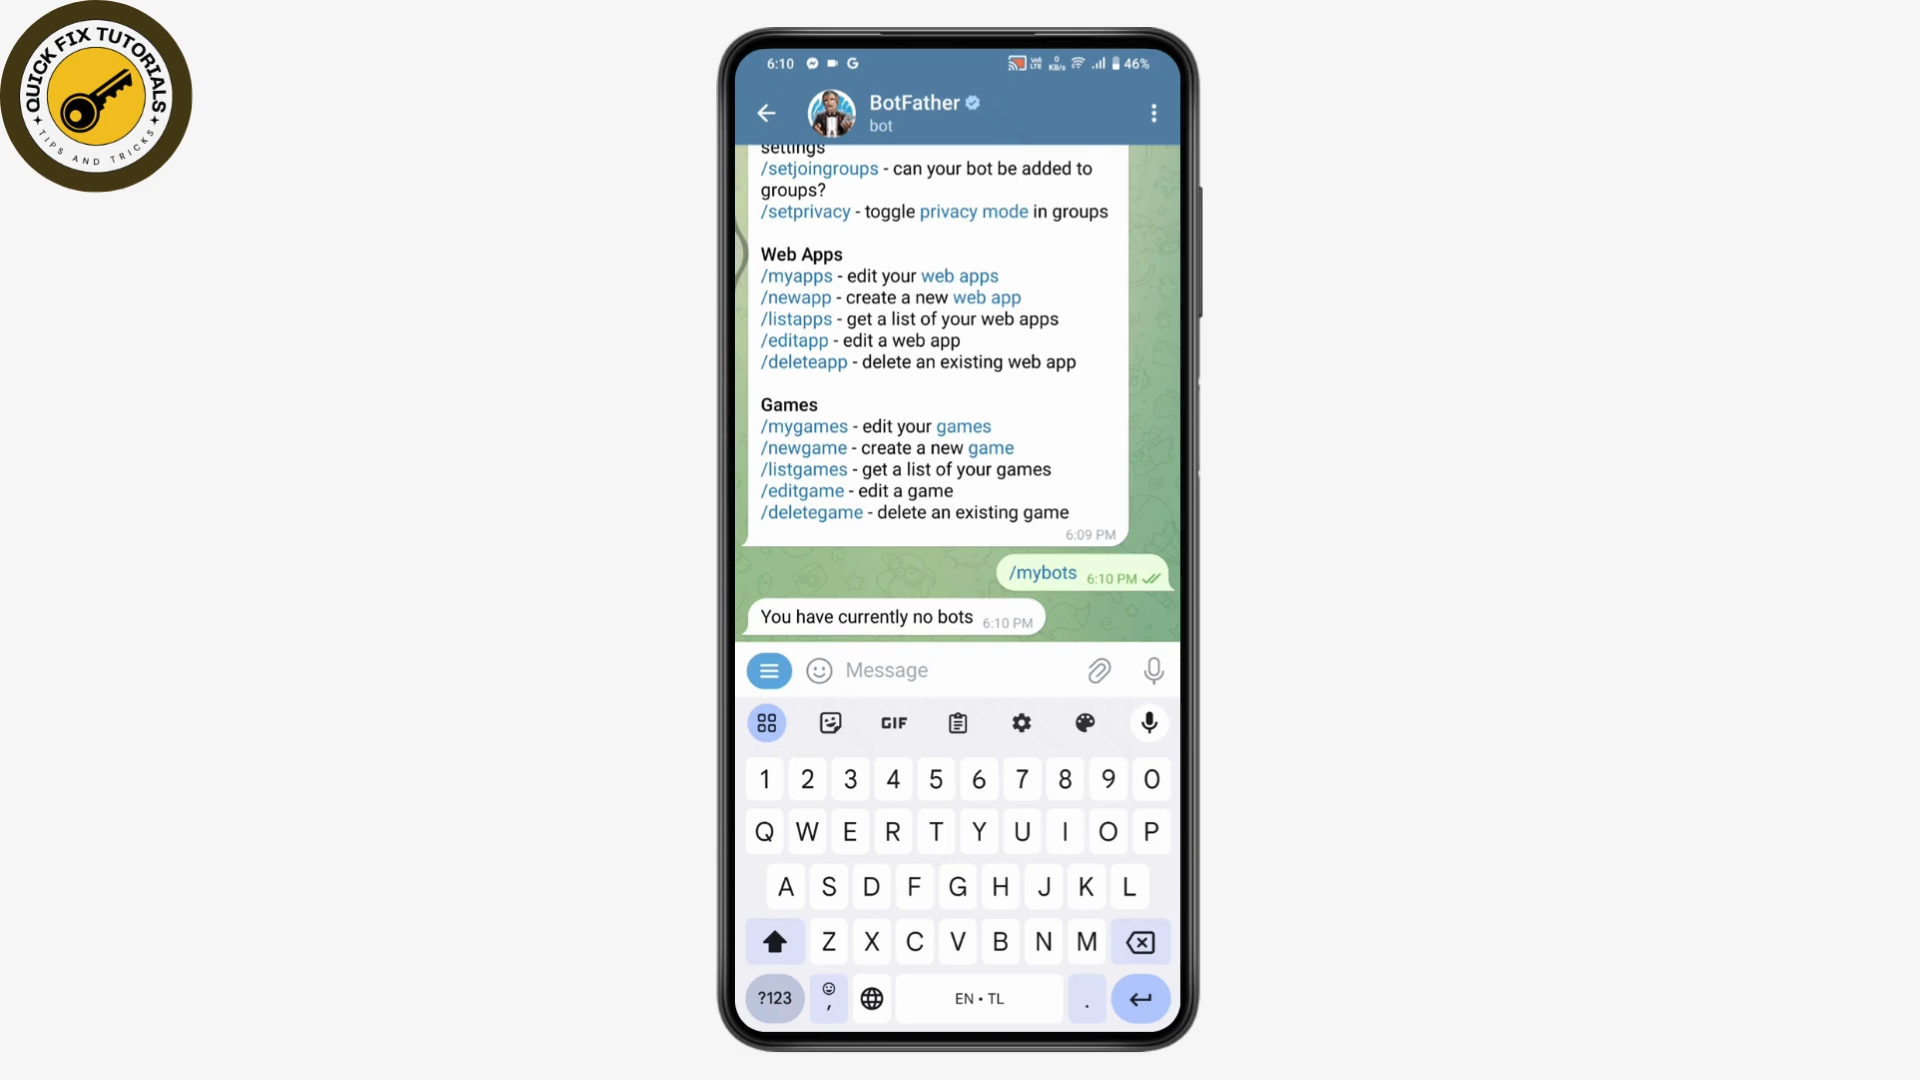 QUICK FIX TUTORIALS
TIPS AND TRICKS
6:10
G
Vo)
LTE
0
KB/s
46%
BotFather
bot
settings
/setjoingroups - can your bot be added to
groups?
/setprivacy - toggle privacy mode in groups
Web Apps
/myapps - edit your web apps
/newapp - create a new web app
/listapps - get a list of your web apps
/editapp - edit a web app
/deleteapp - delete an existing web app
Games
/mygames - edit your games
/newgame - create a new game
/listgames - get a list of your games
/editgame - edit a game
/deletegame - delete an existing game
6:09 PM
/mybots 6:10 PM
You have currently no bots 6:10 PM
Message
GIF
1 2 3 4 5 6 7 8 9 0
Q W E R T Y U I O P
A S D F G H J K L
Z X C V B N M
?123 , EN • TL .